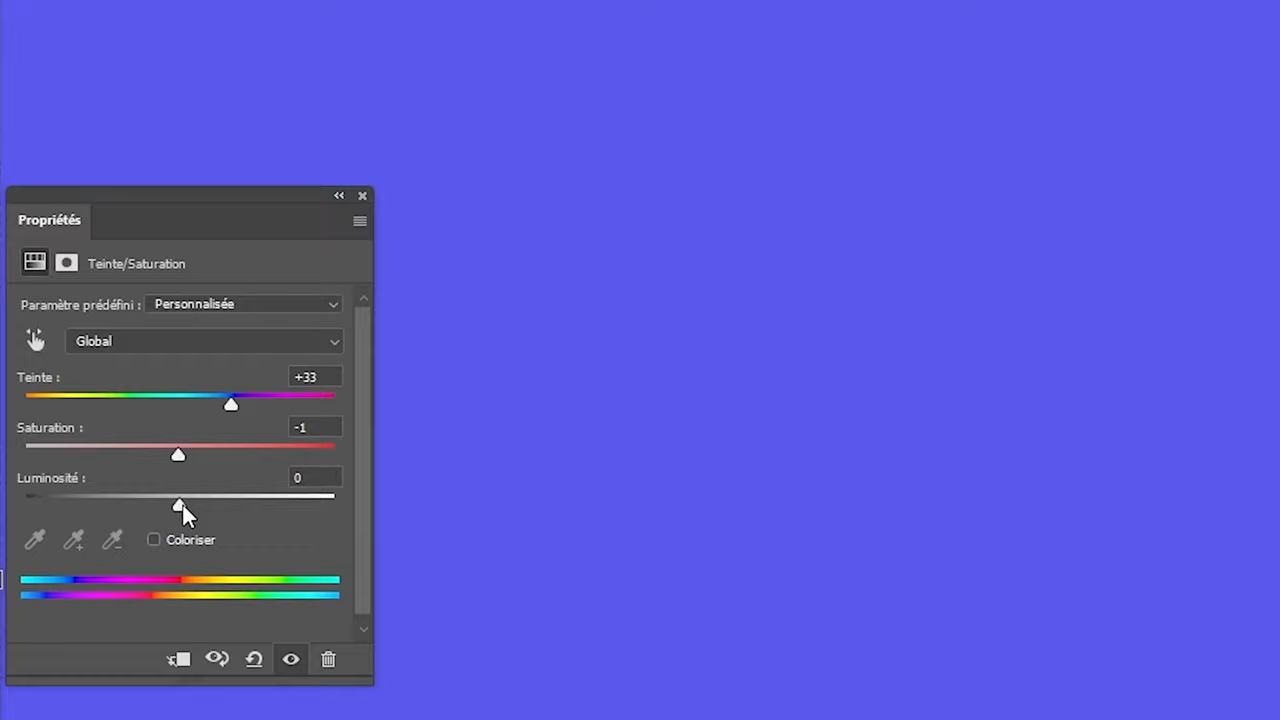 Propriétés
Teinte/Saturation
Paramètre prédéfini : Personnalisée
Global
Teinte : +33
Saturation : -1
Luminosité : 0
Coloriser